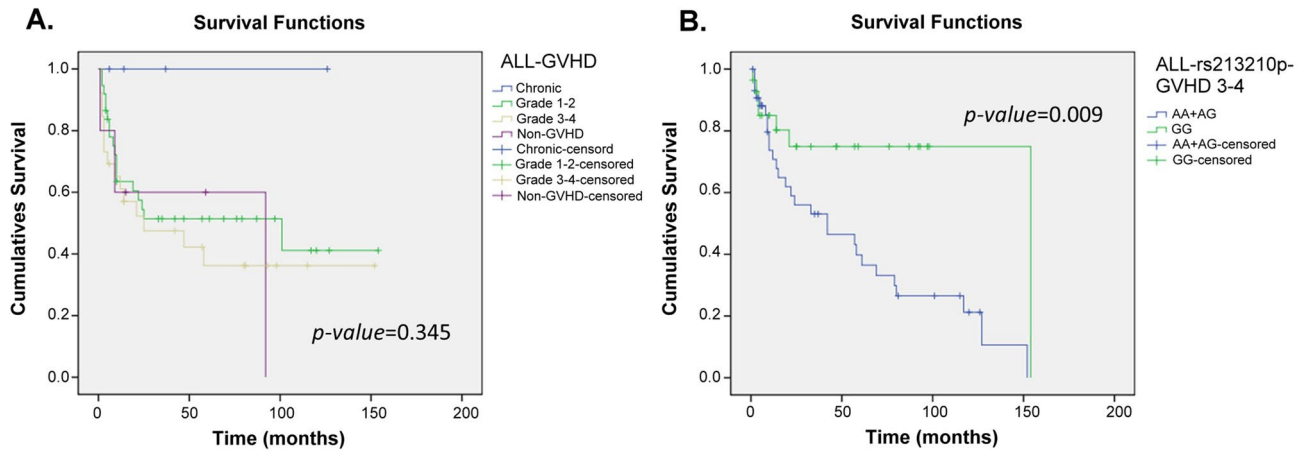 A.
Survival Functions
Cumulatives Survival
1.0
0.8
0.6
0.4
0.2
0.0
0
50
100
150
200
Time (months)
p-value=0.345
ALL-GVHD
Chronic
Grade 1-2
Grade 3-4
Non-GVHD
Chronic-censord
Grade 1-2-censored
Grade 3-4-censored
Non-GVHD-censored
B.
Survival Functions
Cumulatives Survival
1.0
0.8
0.6
0.4
0.2
0.0
0
50
100
150
200
Time (months)
p-value=0.009
ALL-rs213210p-
GVHD 3-4
AA+AG
GG
AA+AG-censored
GG-censored